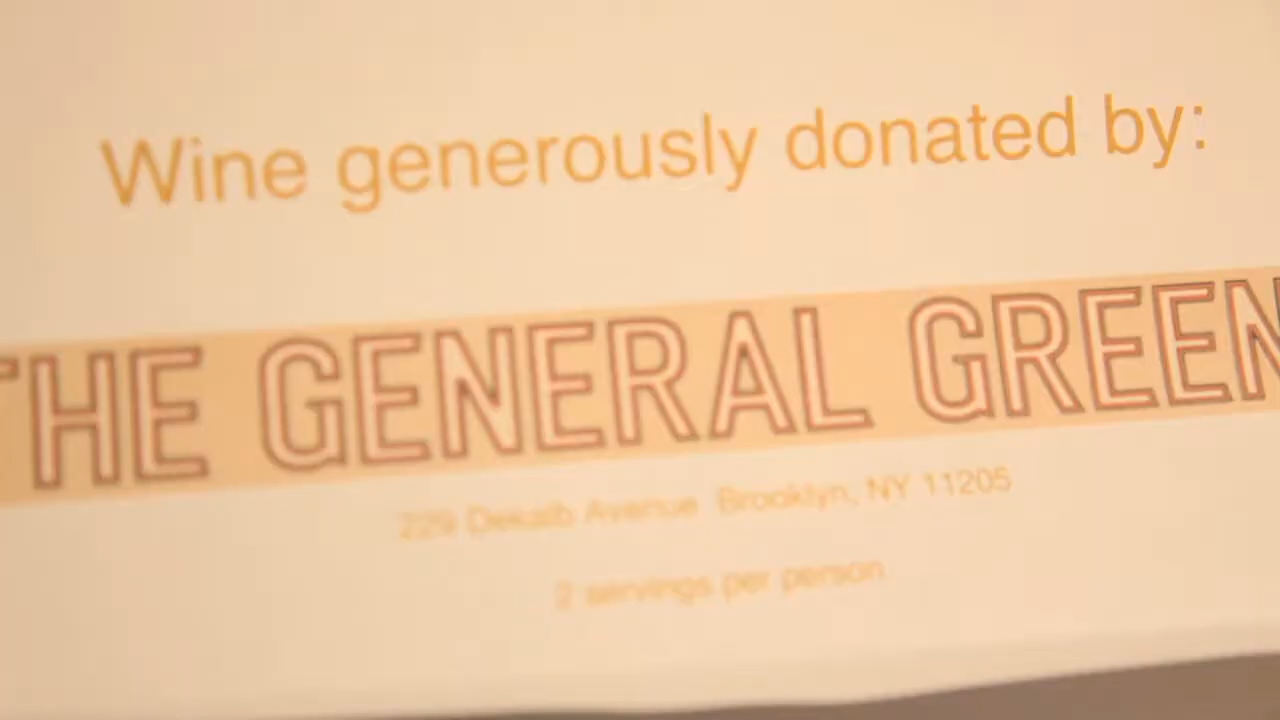 Wine generously donated by:
THE GENERAL GREEN
229 Dekalb Avenue Brooklyn, NY 11205
2 servings per person